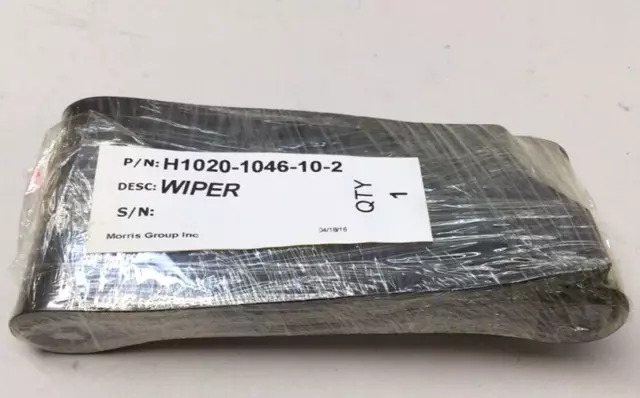 P/N: H1020-1046-10-2
DESC: WIPER
S/N:
QTY 1
Morris Group Inc
04/19/16